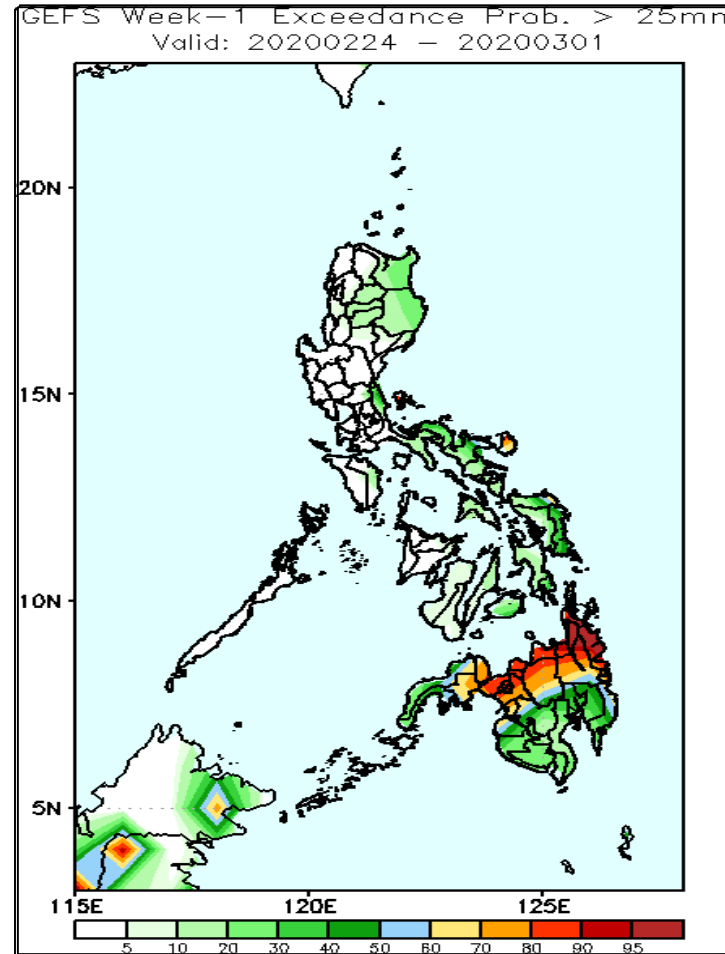 GEFS Week-1 Exceedance Prob. > 25mm
Valid: 20200224 - 20200301
20N
15N
10N
5N
115E 120E 125E
5 10 20 30 40 50 60 70 80 90 95